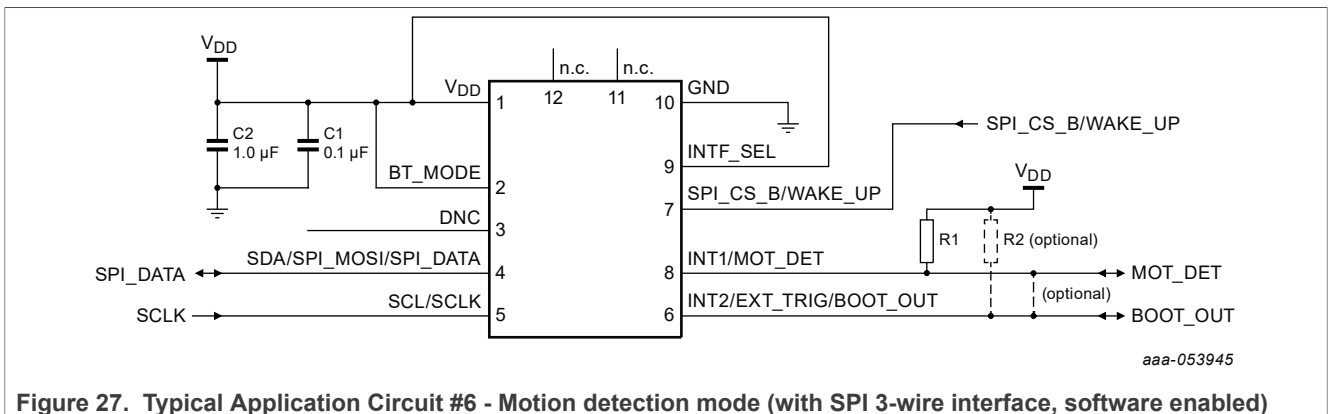 VDD
n.c.
n.c.
VDD
1
12
11
10
GND
C2
1.0 µF
C1
0.1 µF
SPI_CS_B/WAKE_UP
INTF_SEL
9
BT_MODE
2
SPI_CS_B/WAKE_UP
7
VDD
DNC
3
R1
R2 (optional)
SPI_DATA
SDA/SPI_MOSI/SPI_DATA
4
INT1/MOT_DET
8
MOT_DET
(optional)
SCLK
SCL/SCLK
5
INT2/EXT_TRIG/BOOT_OUT
6
BOOT_OUT
aaa-053945
Figure 27. Typical Application Circuit #6 - Motion detection mode (with SPI 3-wire interface, software enabled)